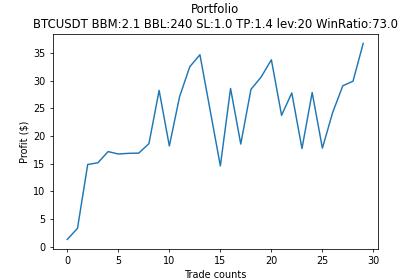 Portfolio
BTCUSDT BBM:2.1 BBL:240 SL:1.0 TP:1.4 lev:20 WinRatio:73.0
35
30
25
20
15
10
5
0
Profit ($)
0 5 10 15 20 25 30
Trade counts